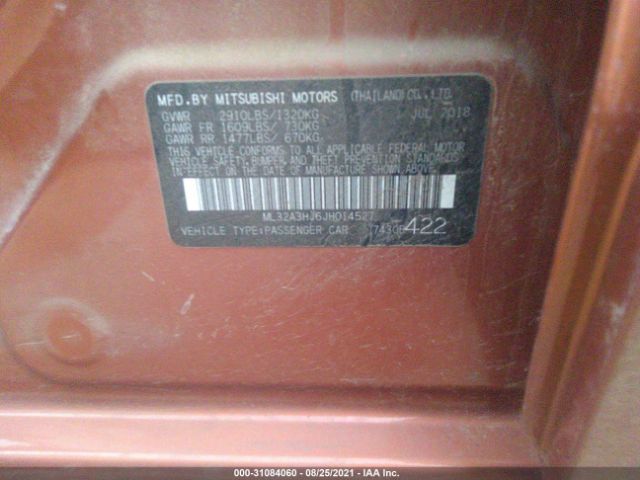 MFD.BY MITSUBISHI MOTORS (THAILAND) CO., LTD.
GVWR 2910LBS/1320KG JUL 2018
GAWR FR 1609LBS/ 730KG
GAWR RR 1477LBS/ 670KG
THIS VEHICLE CONFORMS TO ALL APPLICABLE FEDERAL MOTOR
VEHICLE SAFETY, BUMPER AND THEFT PREVENTION STANDARDS
IN EFFECT ON THE DATE OF MANUFACTURE SHOWN ABOVE.
ML32A3HJ6JH014527
VEHICLE TYPE:PASSENGER CAR 422
000-31084060 - 08/25/2021 - IAA Inc.